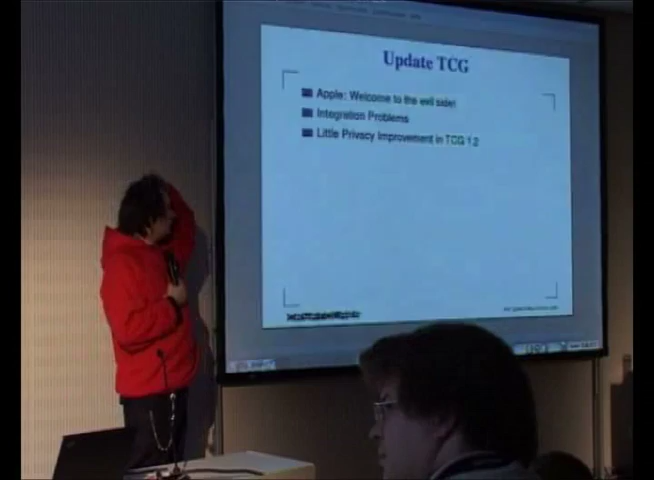 Update TCG
Apple: Welcome to the evil side!
Integration Problems
Little Privacy Improvement in TCG 1.2